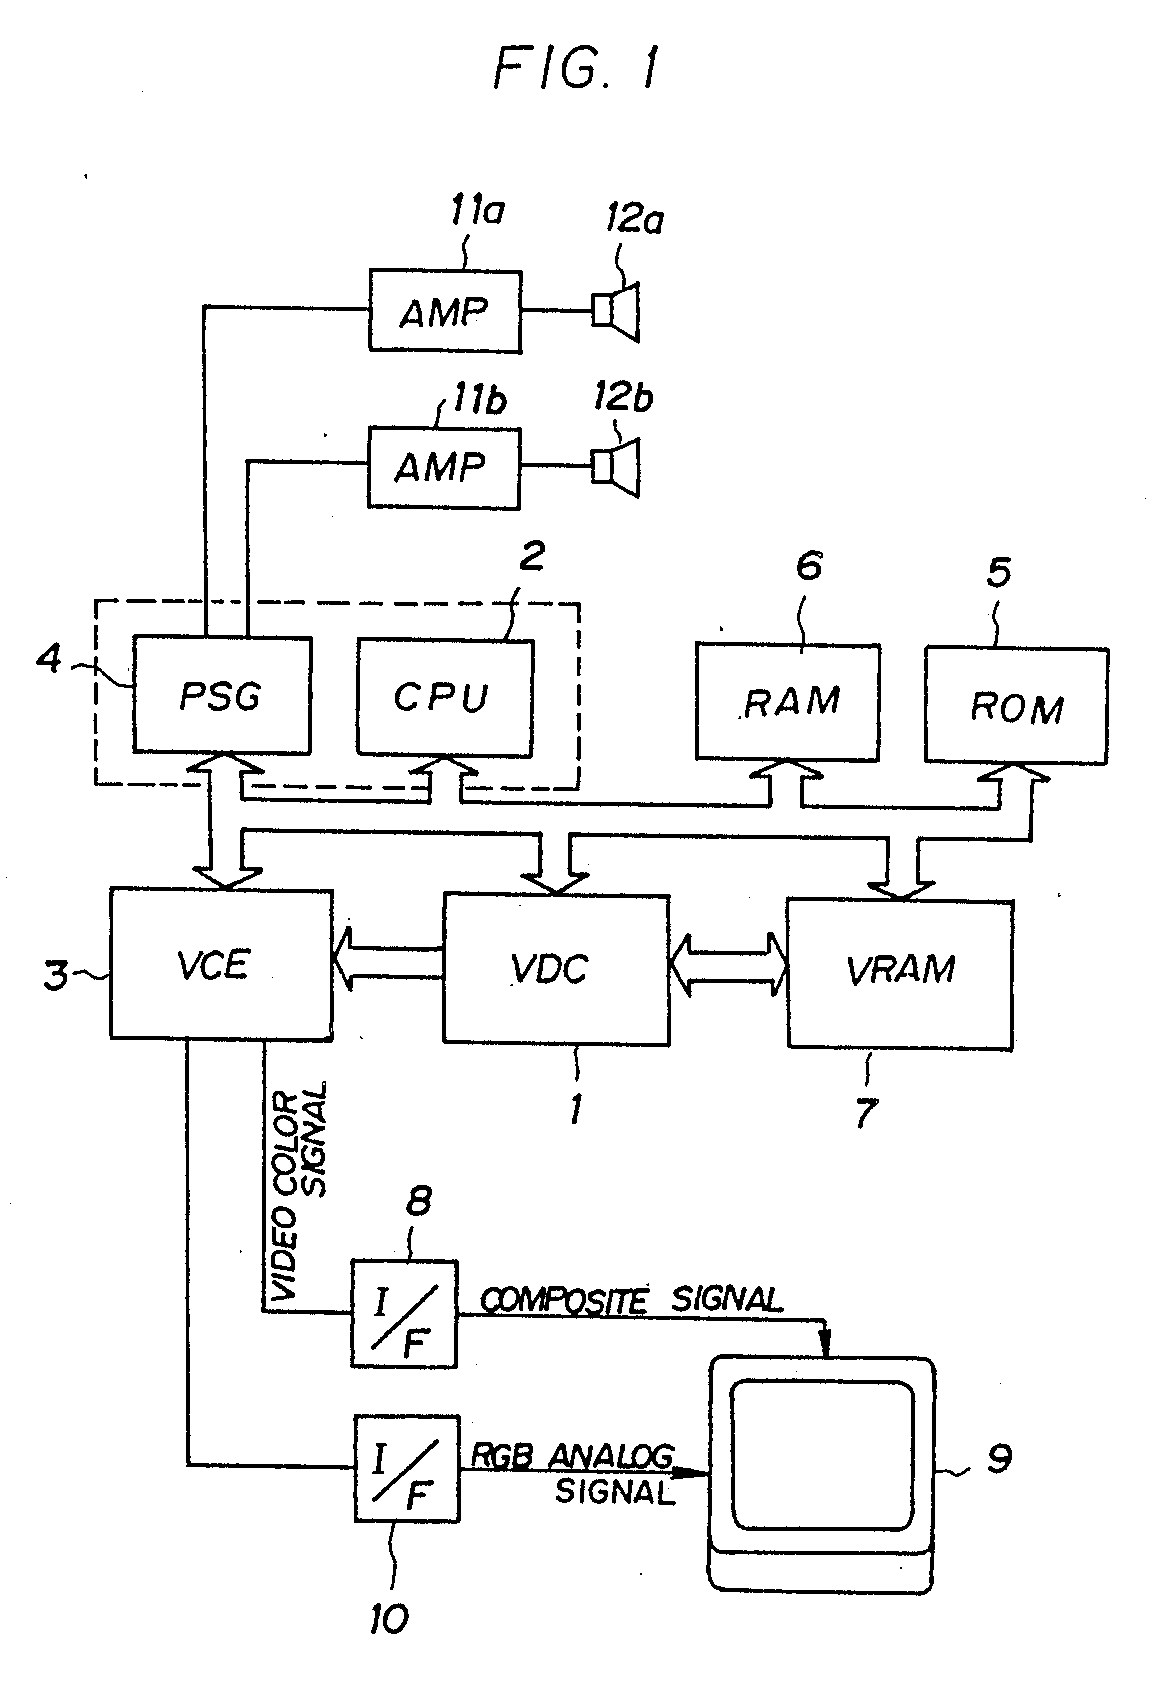 FIG. 1
11a
12a
AMP
11b
12b
AMP
2
6
5
4
PSG
CPU
RAM
ROM
3
VCE
VDC
VRAM
1
7
VIDEO COLOR
SIGNAL
8
I/F
COMPOSITE SIGNAL
I/F
RGB ANALOG
SIGNAL
9
10